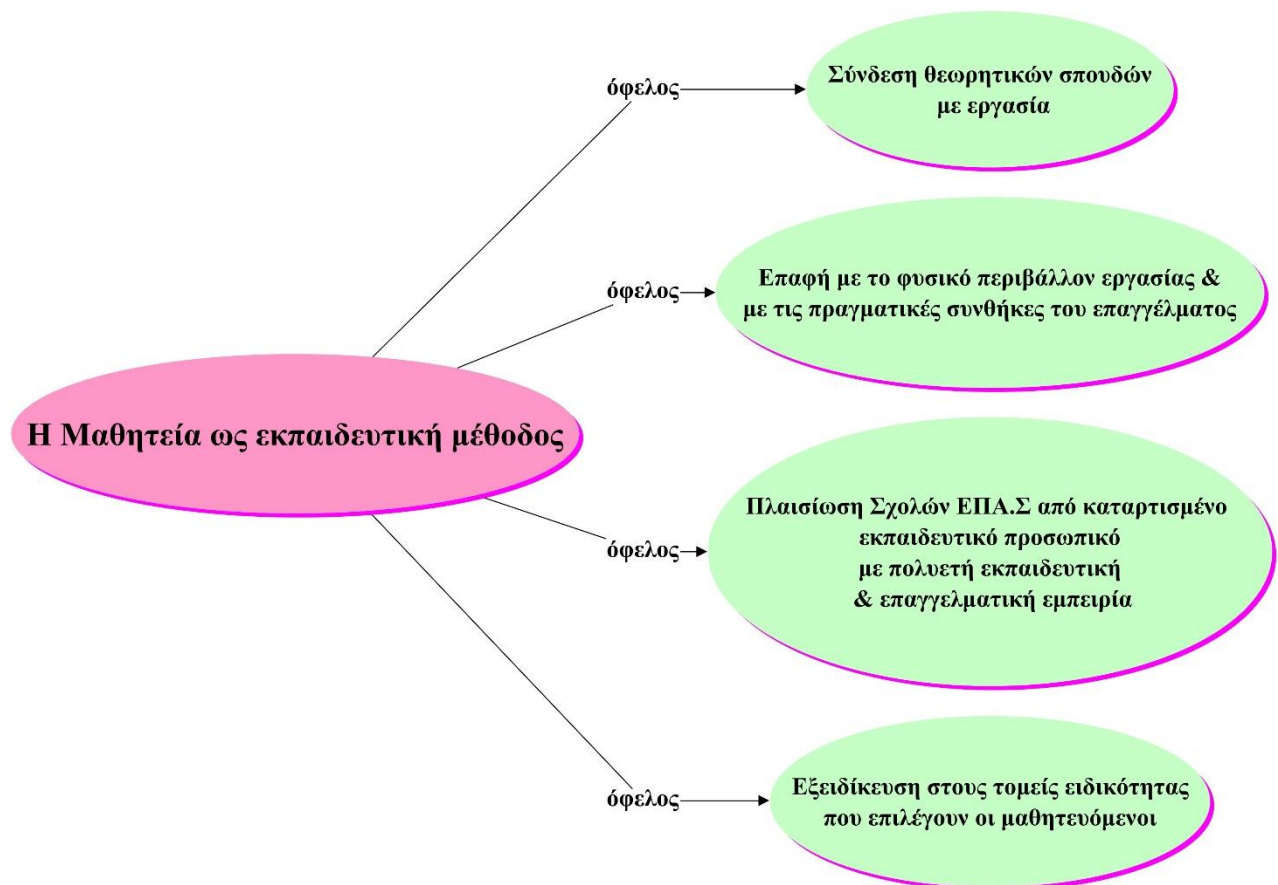 όφελος
Σύνδεση θεωρητικών σπουδών
με εργασία
όφελος
Επαφή με το φυσικό περιβάλλον εργασίας &
με τις πραγματικές συνθήκες του επαγγέλματος
Η Μαθητεία ως εκπαιδευτική μέθοδος
όφελος
Πλαισίωση Σχολών ΕΠΑ.Σ από καταρτισμένο
εκπαιδευτικό προσωπικό
με πολυετή εκπαιδευτική
& επαγγελματική εμπειρία
όφελος
Εξειδίκευση στους τομείς ειδικότητας
που επιλέγουν οι μαθητευόμενοι